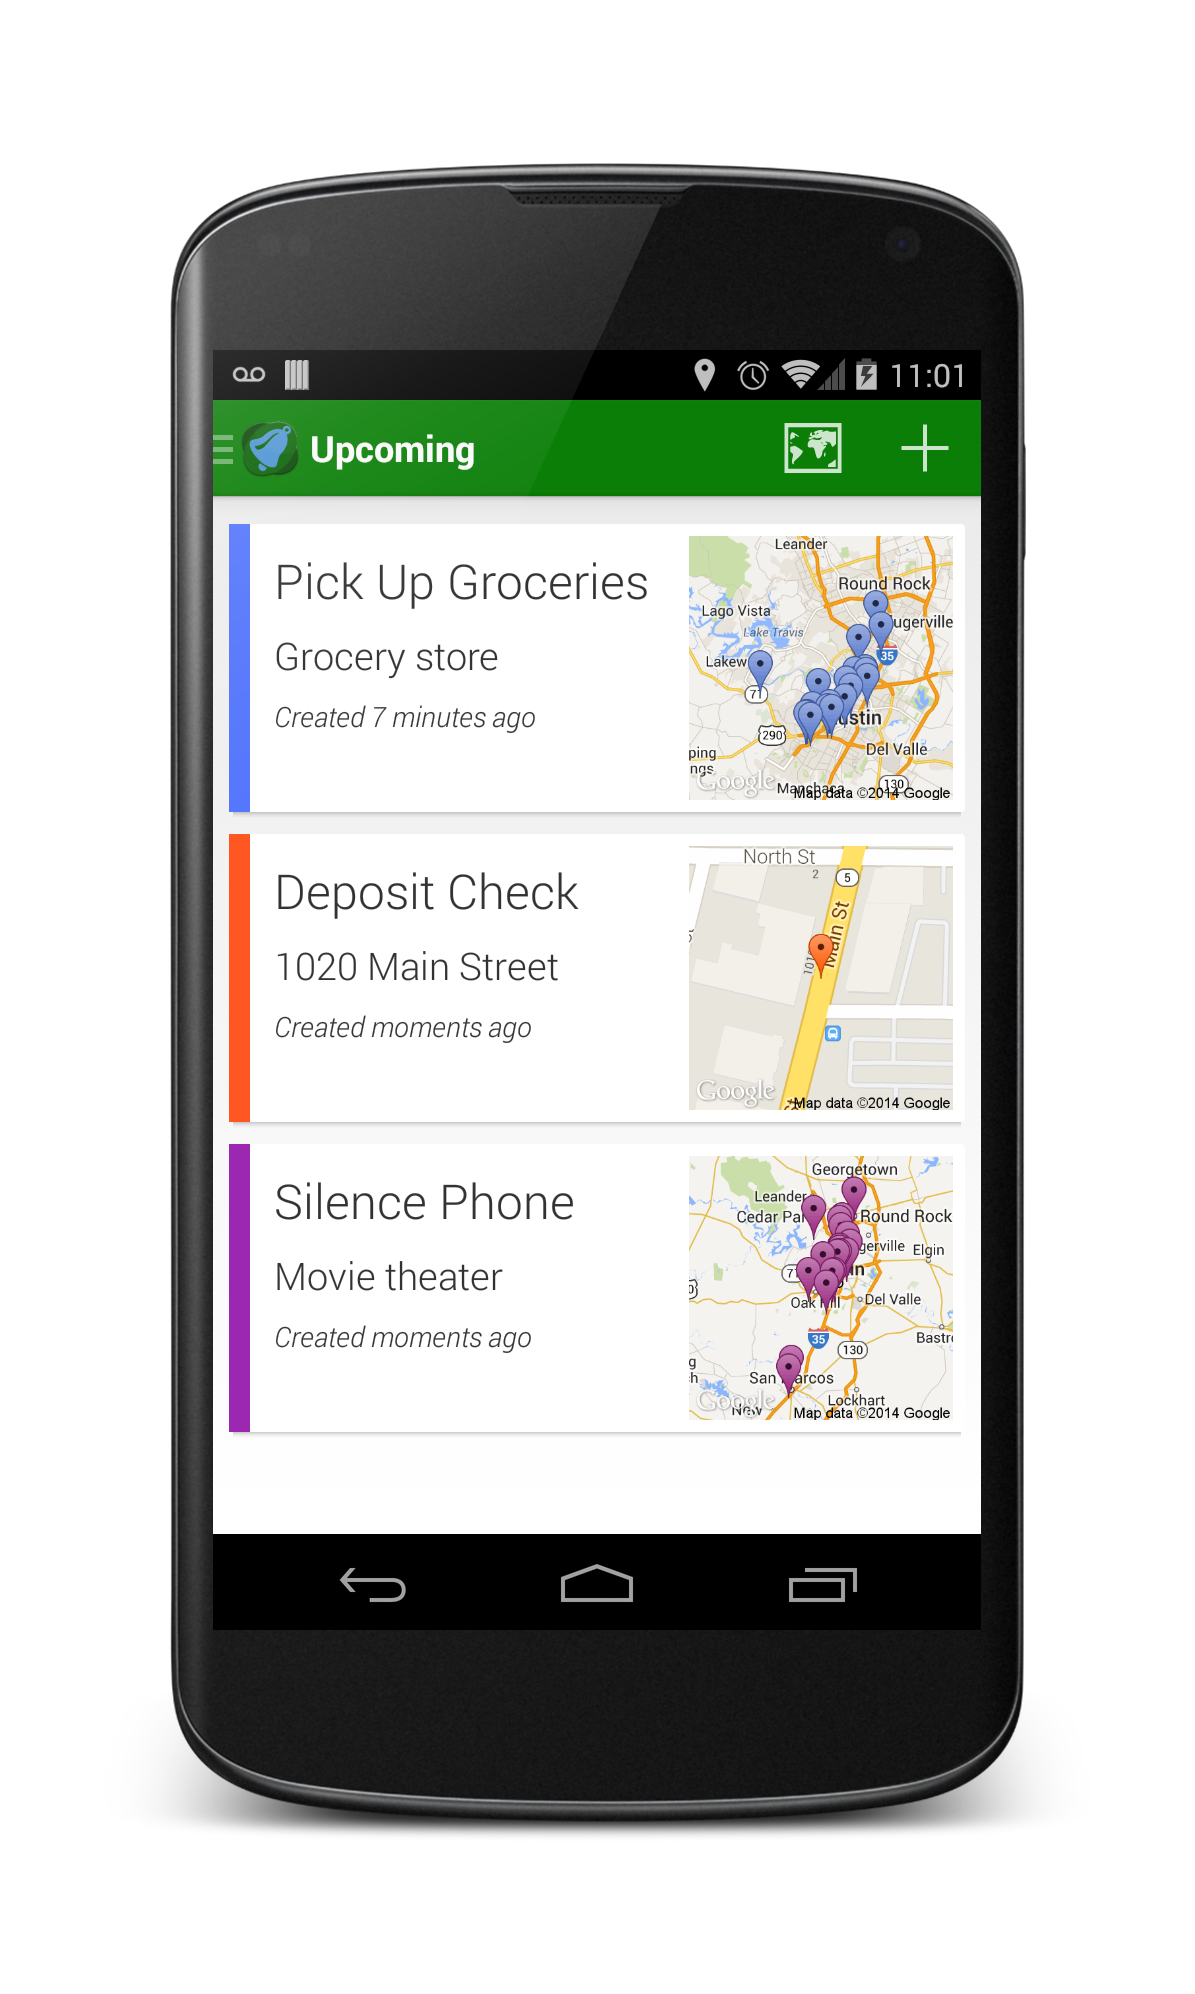 11:01
Upcoming
Pick Up Groceries
Grocery store
Created 7 minutes ago
Leander
Round Rock
Lago Vista
ugerville
Lake Travis
Lakew
35
71
ustin
290
Del Valle
ping
ngs
130
Manchaca
Google
Map data ©2014 Google
Deposit Check
1020 Main Street
Created moments ago
North St
2
5
Main St
101
Google
Map data ©2014 Google
Silence Phone
Movie theater
Created moments ago
Georgetown
Leander
Cedar Par
Round Rock
gerville
Elgin
7
in
Oak Hill
Del Valle
35
130
Bastr
San Marcos
Lockhart
Google
New
Map data ©2014 Google